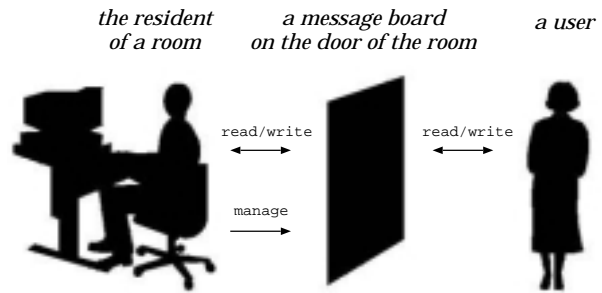 the resident
of a room
a message board
on the door of the room
a user
read/write
read/write
manage